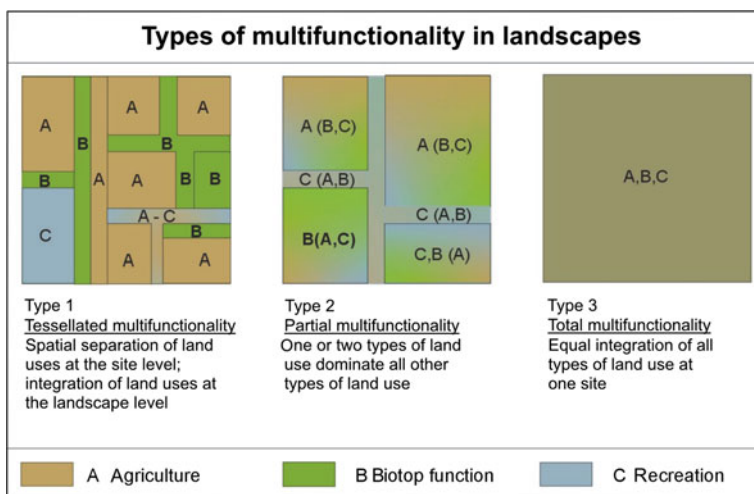 Types of multifunctionality in landscapes
A
A
A
B
B
B
A
A
B
B
C
A - C
B
A
A
A (B,C)
A (B,C)
C (A,B)
C (A,B)
B(A,C)
C,B (A)
A,B,C
Type 1
Tessellated multifunctionality
Spatial separation of land
uses at the site level;
integration of land uses at
the landscape level
Type 2
Partial multifunctionality
One or two types of land
use dominate all other
types of land use
Type 3
Total multifunctionality
Equal integration of all
types of land use at
one site
A Agriculture
B Biotop function
C Recreation